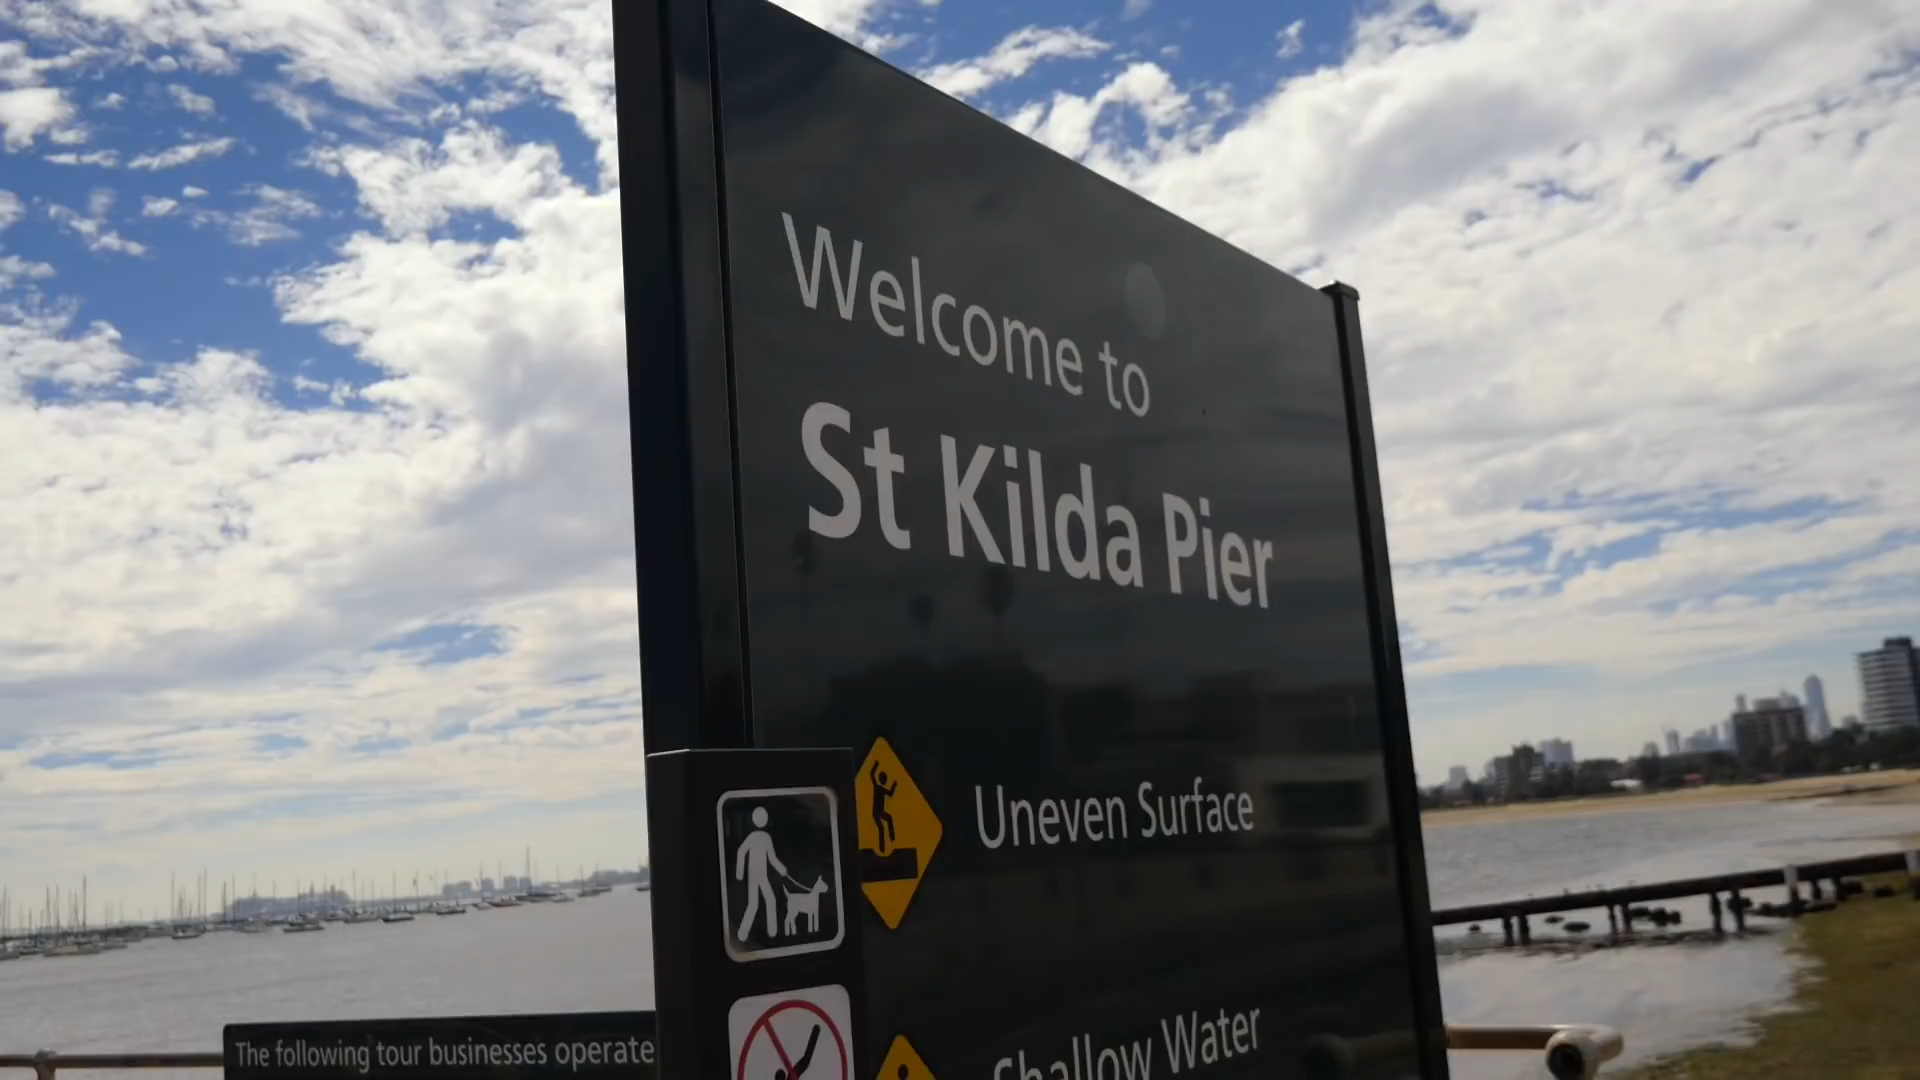 Welcome to
St Kilda Pier
Uneven Surface
Shallow Water
The following tour businesses operate